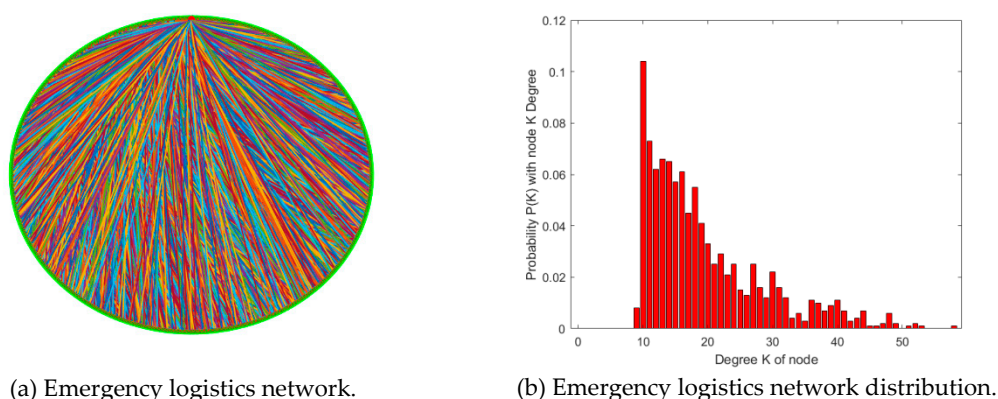 0.12
0.1
0.08
0.06
0.04
0.02
0
Probability P(K) with node K Degree
0 10 20 30 40 50
Degree K of node
(a) Emergency logistics network.
(b) Emergency logistics network distribution.